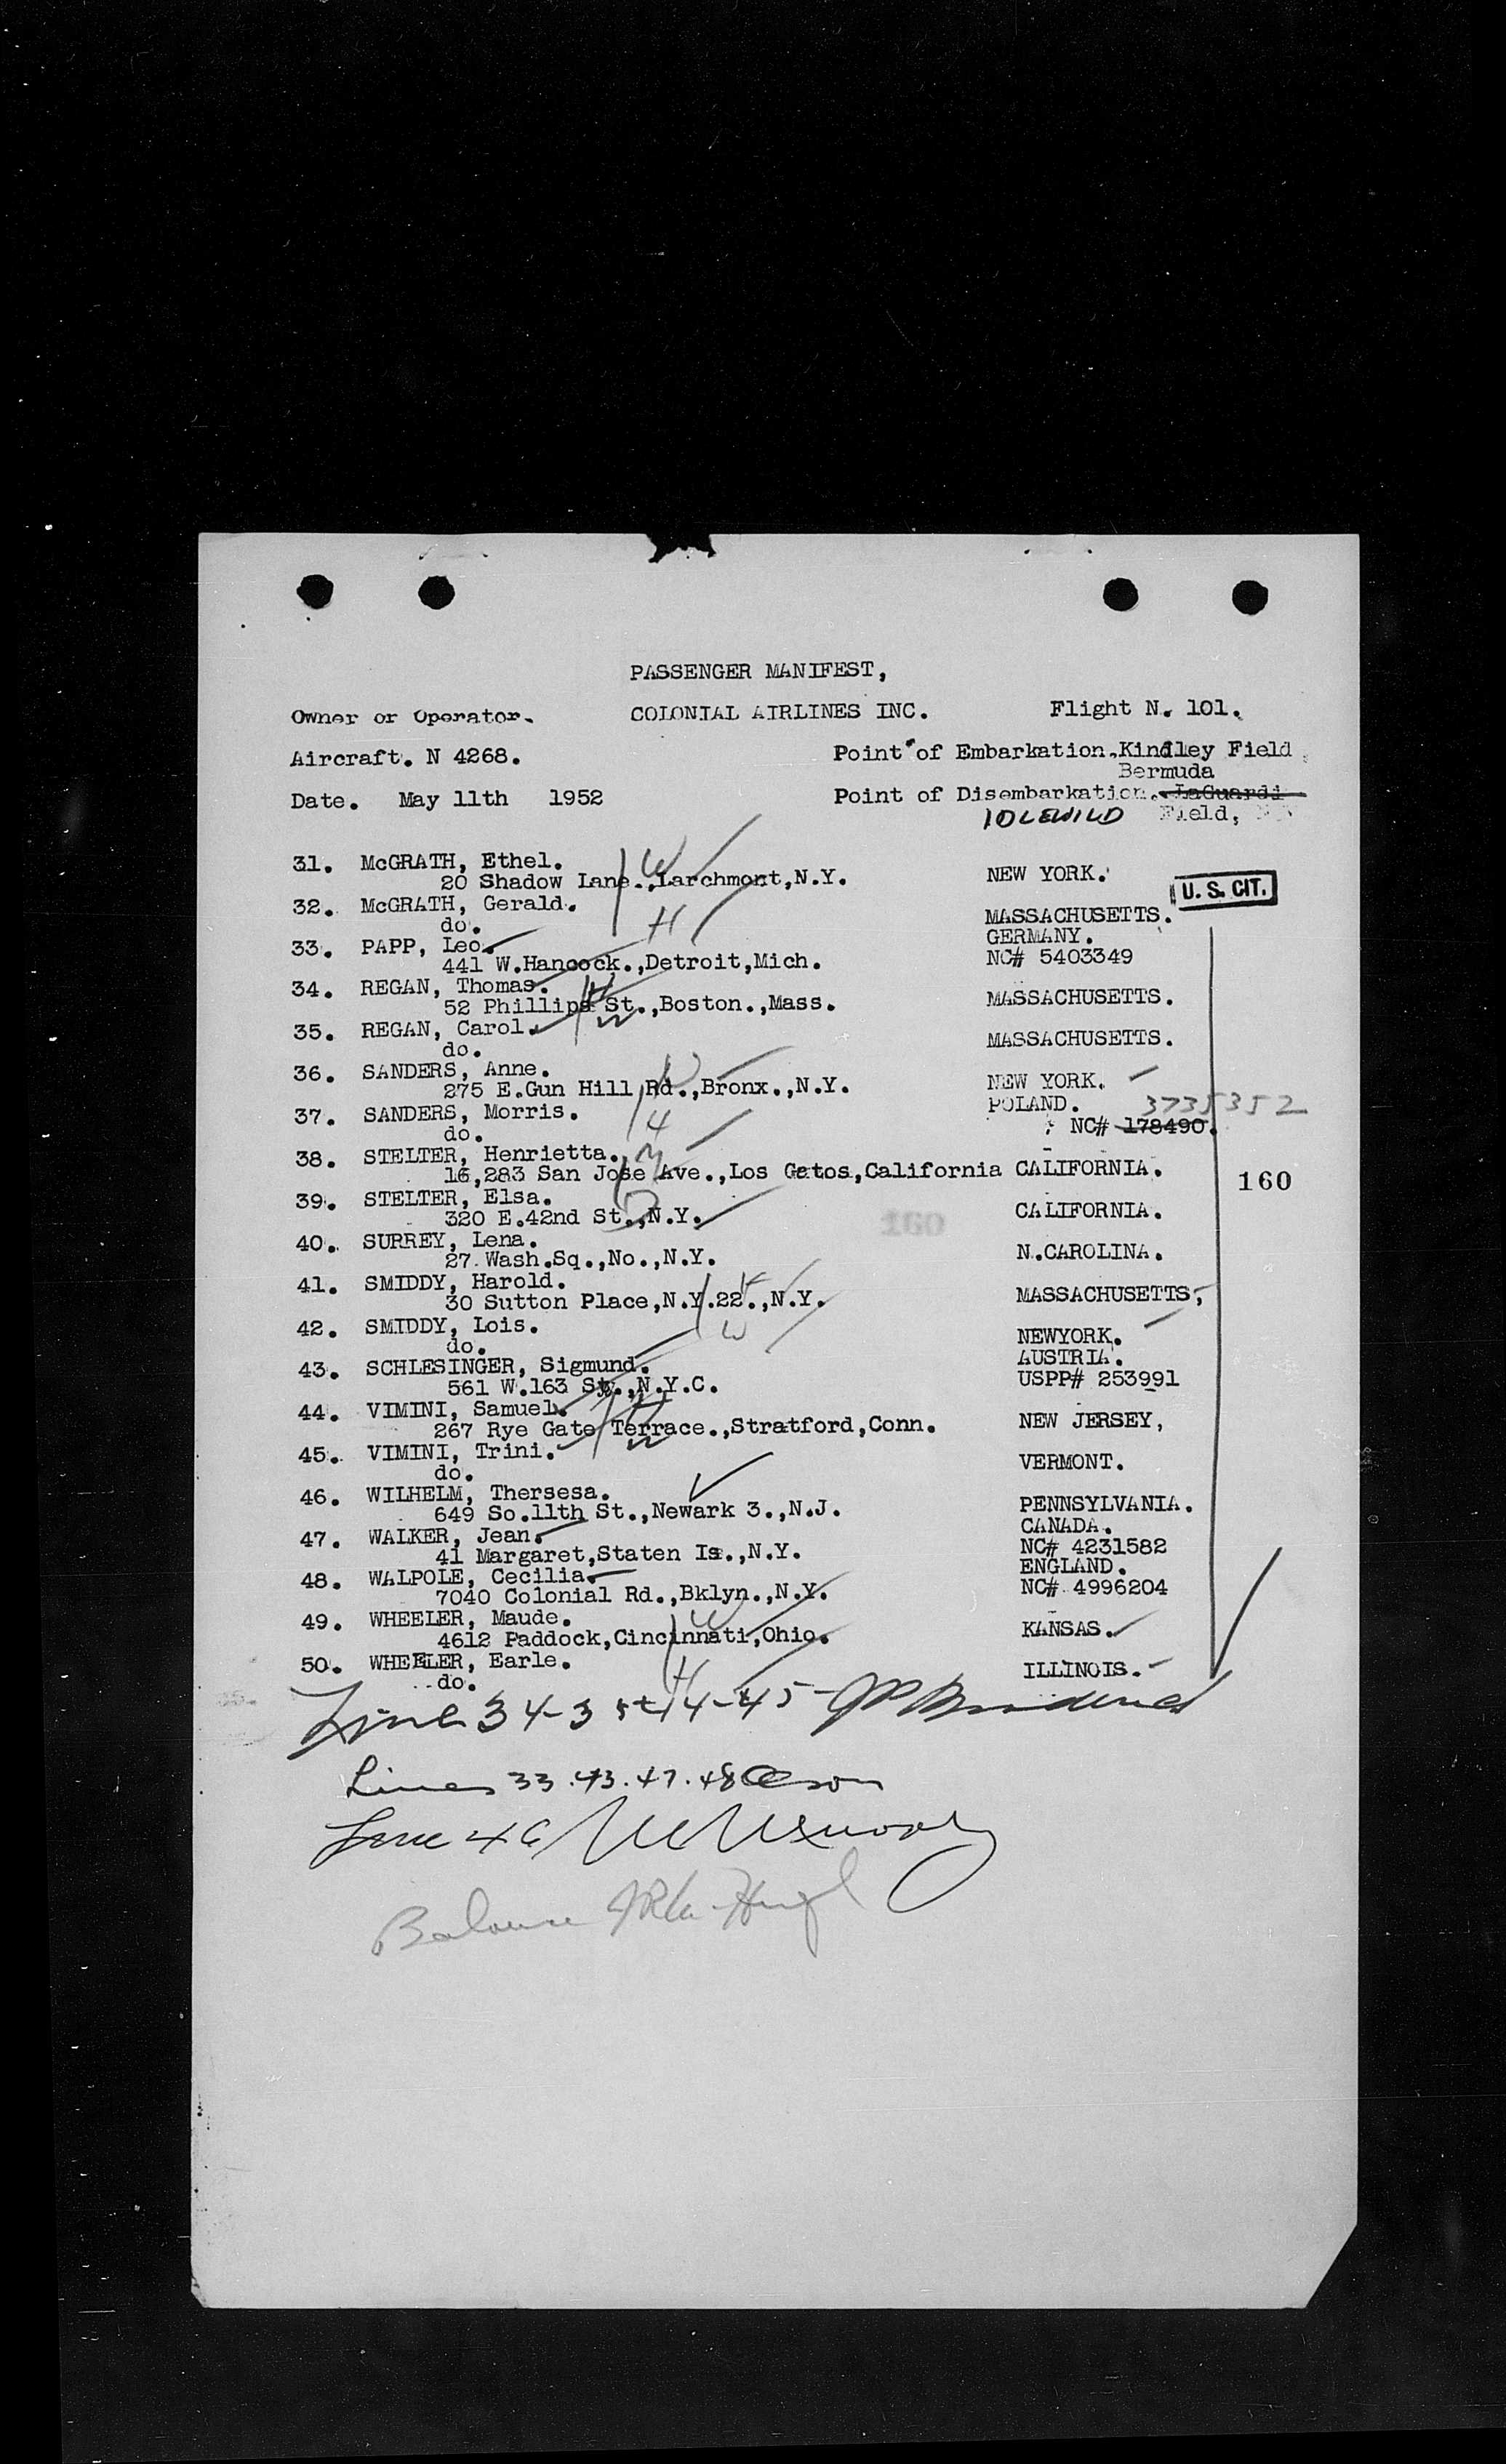 PASSENGER MANIFEST,
Owner or Operator. COLONIAL AIRLINES INC. Flight N. 101.
Aircraft. N 4268. Point of Embarkation.Kindley Field
Bermuda
Date. May 11th 1952 Point of Disembarkation. LaGuardi
IDLEWILD Field,
31. McGRATH, Ethel. W
20 Shadow Lane.,Larchmont,N.Y. NEW YORK. U. S. CIT.
32. McGRATH, Gerald. H
do. MASSACHUSETTS.
33. PAPP, Leo. GERMANY.
441 W.Hancock.,Detroit,Mich. NC# 5403349
34. REGAN, Thomas. H
52 Phillips St.,Boston.,Mass. MASSACHUSETTS.
35. REGAN, Carol. W
do. MASSACHUSETTS.
36. SANDERS, Anne. W
275 E.Gun Hill Rd.,Bronx.,N.Y. NEW YORK.
37. SANDERS, Morris. H POLAND. 3735352
do. NC# 178490.
38. STELTER, Henrietta. M
16,283 San Jose Ave.,Los Gatos,California CALIFORNIA. 160
39. STELTER, Elsa. D
320 E.42nd St.,N.Y. CALIFORNIA.
160
40. SURREY, Lena.
27 Wash.Sq.,No.,N.Y. N.CAROLINA.
41. SMIDDY, Harold. H
30 Sutton Place,N.Y.22.,N.Y. MASSACHUSETTS,
42. SMIDDY, Lois. W
do. NEWYORK.
43. SCHLESINGER, Sigmund. AUSTRIA.
561 W.163 St.,N.Y.C. USPP# 253991
44. VIMINI, Samuel. H
267 Rye Gate Terrace.,Stratford,Conn. NEW JERSEY,
45. VIMINI, Trini. W
do. VERMONT.
46. WILHELM, Thersesa.
649 So.11th St.,Newark 3.,N.J. PENNSYLVANIA.
47. WALKER, Jean. CANADA.
41 Margaret,Staten Is.,N.Y. NC# 4231582
48. WALPOLE, Cecilia. ENGLAND.
7040 Colonial Rd.,Bklyn.,N.Y. NC# 4996204
49. WHEELER, Maude. W
4612 Paddock,Cincinnati,Ohio. KANSAS.
50. WHEELER, Earle. H
do. ILLINOIS.
Line 34-35+44-45-
Lines 33.43.47.48
Line 46
Balance